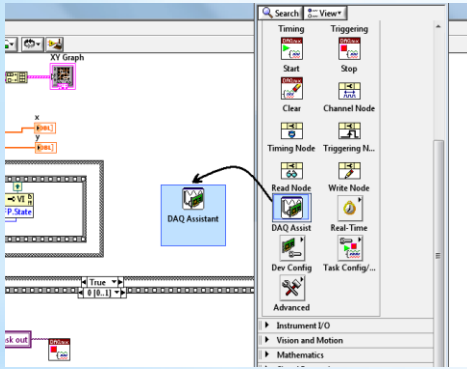 Search View
XY Graph
x
DBL]
y
DBL]
VI
FP.State
DAQ Assistant
True
0 [0..1]
sk out
Timing Triggering
Start Stop
Clear Channel Node
Timing Node Triggering N...
Read Node Write Node
DAQ Assist Real-Time
Dev Config Task Config/...
Advanced
Instrument I/O
Vision and Motion
Mathematics